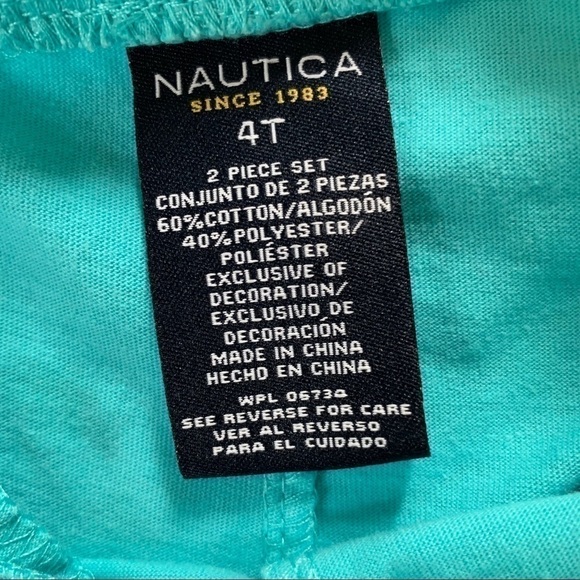 NAUTICA
SINCE 1983
4T
2 PIECE SET
CONJUNTO DE 2 PIEZAS
60%COTTON/ALGODÓN
40%POLYESTER/
POLIÉSTER
EXCLUSIVE OF
DECORATION/
EXCLUSIVO DE
DECORACIÓN
MADE IN CHINA
HECHO EN CHINA
WPL
SEE REVERSE FOR CARE
VER AL REVERSO
PARA EL CUIDADO